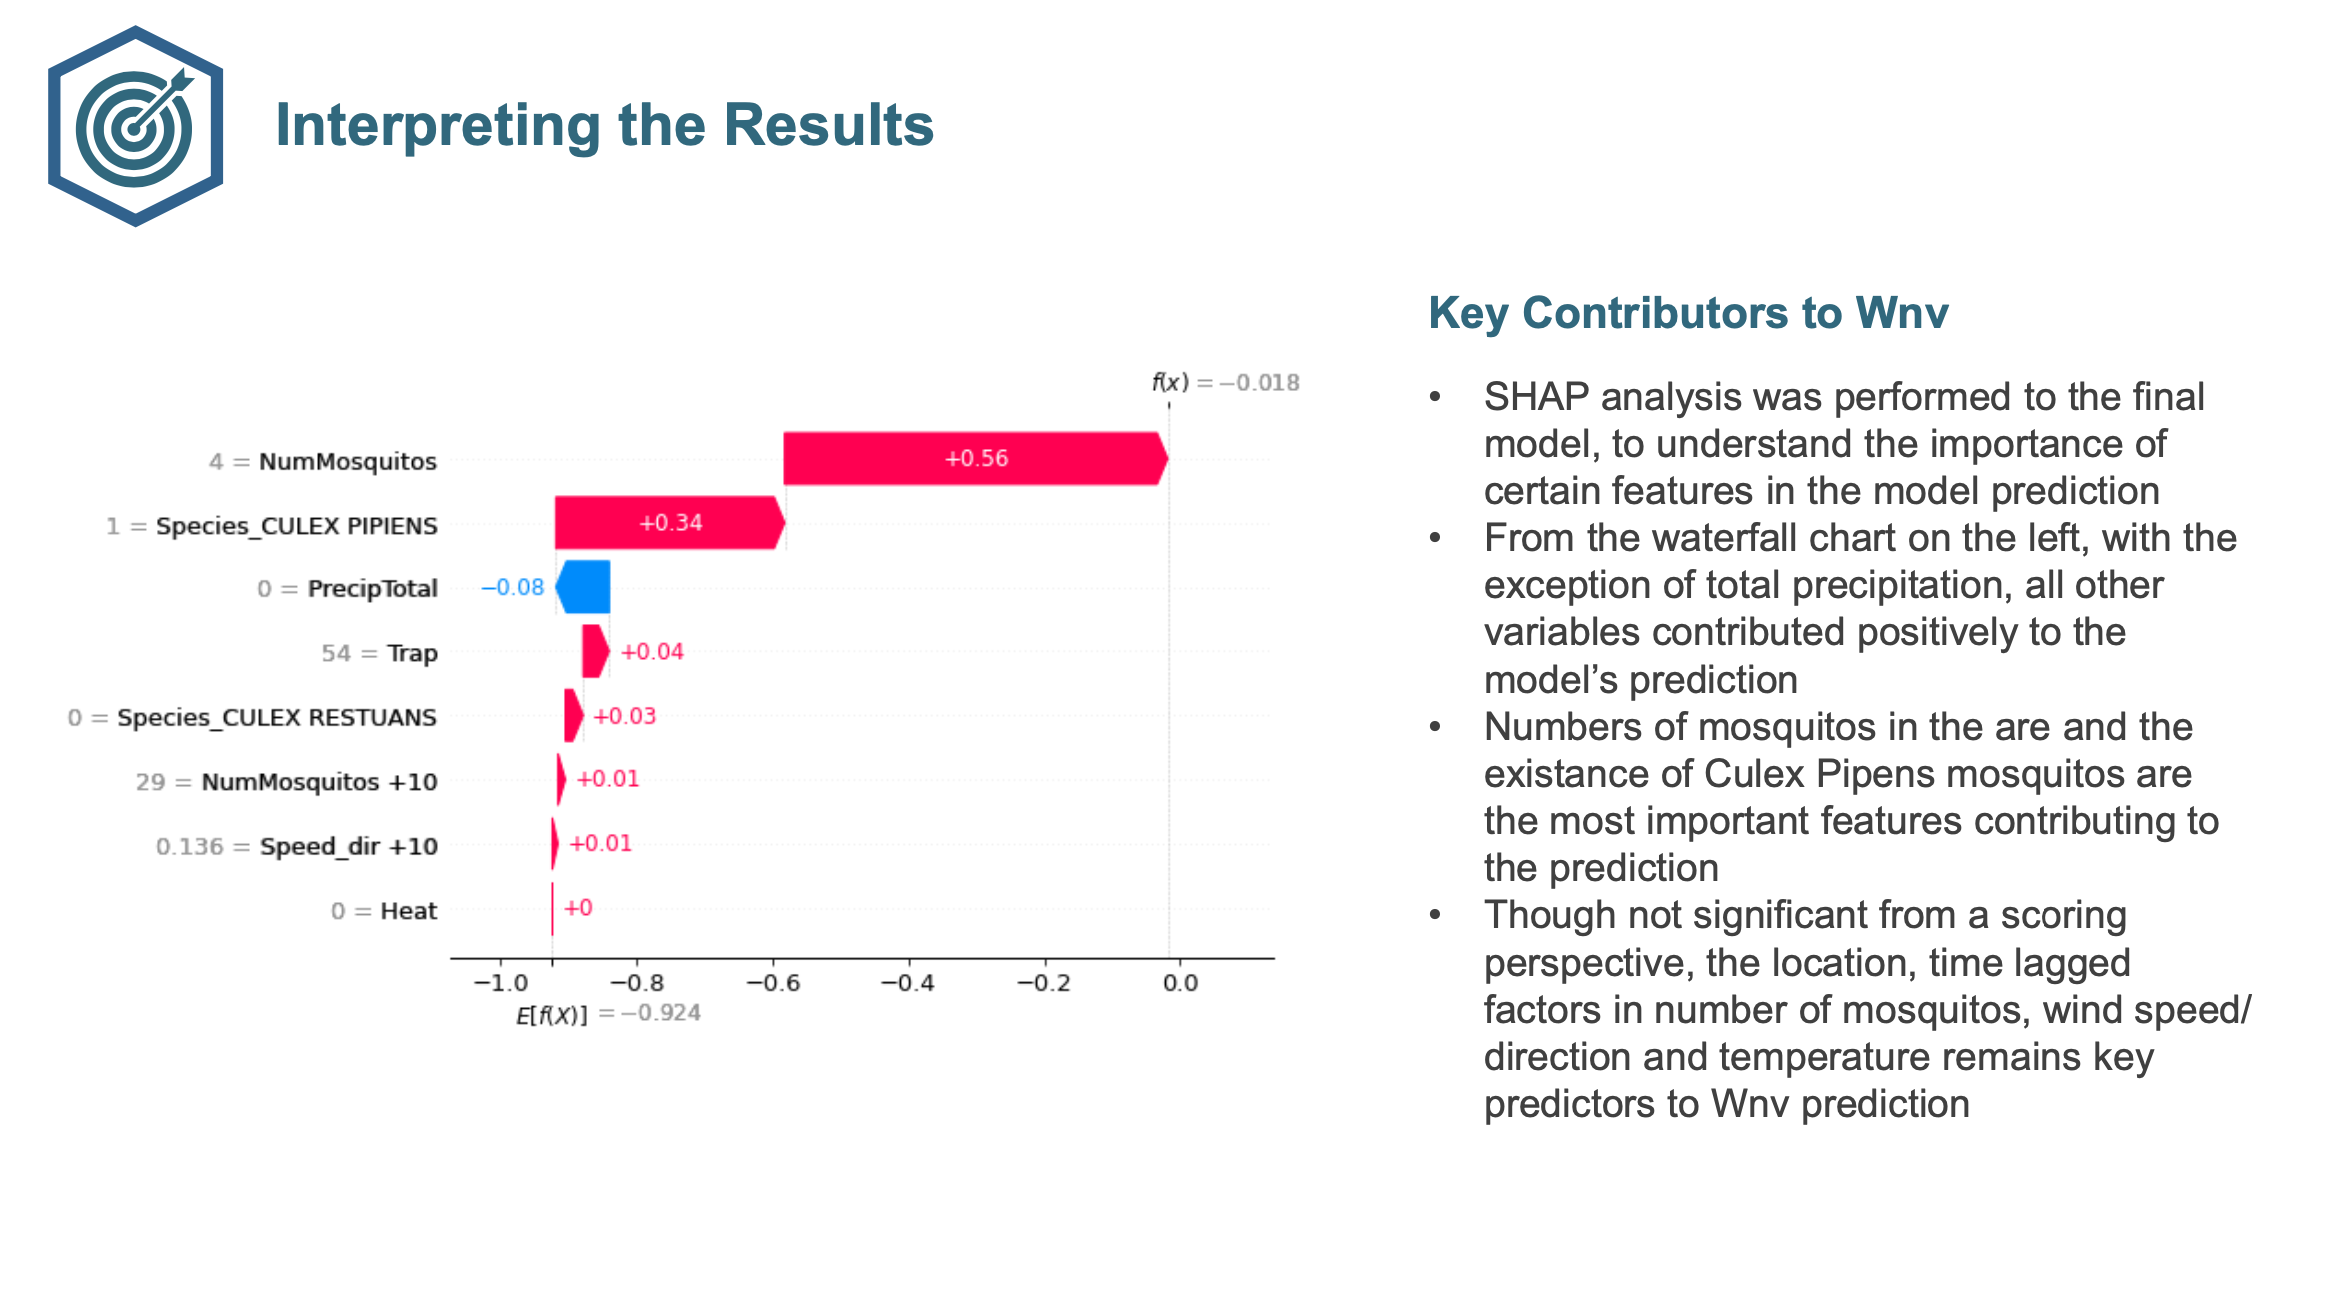 Interpreting the Results
f(x) = −0.018
4 = NumMosquitos
+0.56
1 = Species_CULEX PIPIENS
+0.34
0 = PrecipTotal
−0.08
54 = Trap
+0.04
0 = Species_CULEX RESTUANS
+0.03
29 = NumMosquitos +10
+0.01
0.136 = Speed_dir +10
+0.01
0 = Heat
+0
−1.0 −0.8 −0.6 −0.4 −0.2 0.0
E[f(X)] = −0.924
Key Contributors to Wnv
• SHAP analysis was performed to the final
model, to understand the importance of
certain features in the model prediction
• From the waterfall chart on the left, with the
exception of total precipitation, all other
variables contributed positively to the
model’s prediction
• Numbers of mosquitos in the are and the
existance of Culex Pipens mosquitos are
the most important features contributing to
the prediction
• Though not significant from a scoring
perspective, the location, time lagged
factors in number of mosquitos, wind speed/
direction and temperature remains key
predictors to Wnv prediction